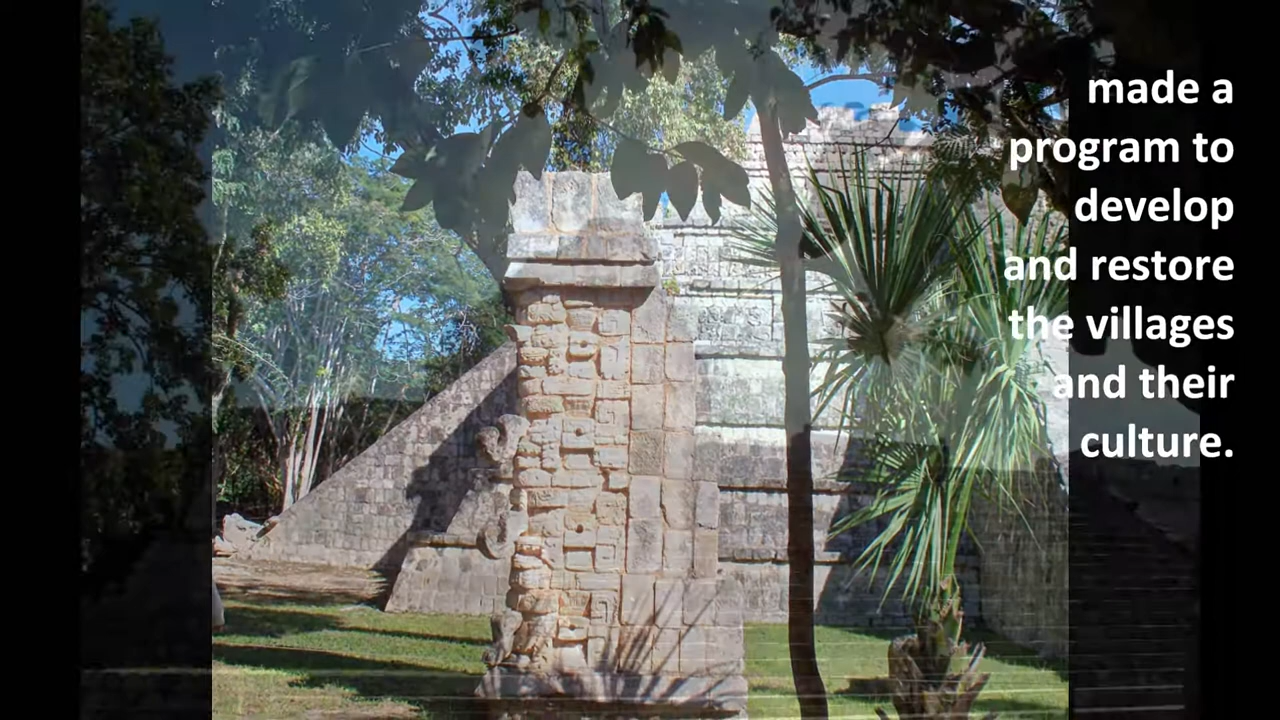 made a
program to
develop
and restore
the villages
and their
culture.